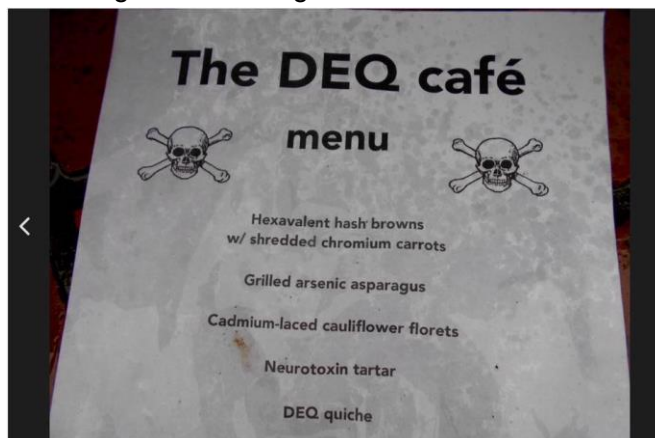 The DEQ café
menu
Hexavalent hash browns
w/ shredded chromium carrots
Grilled arsenic asparagus
Cadmium-laced cauliflower florets
Neurotoxin tartar
DEQ quiche